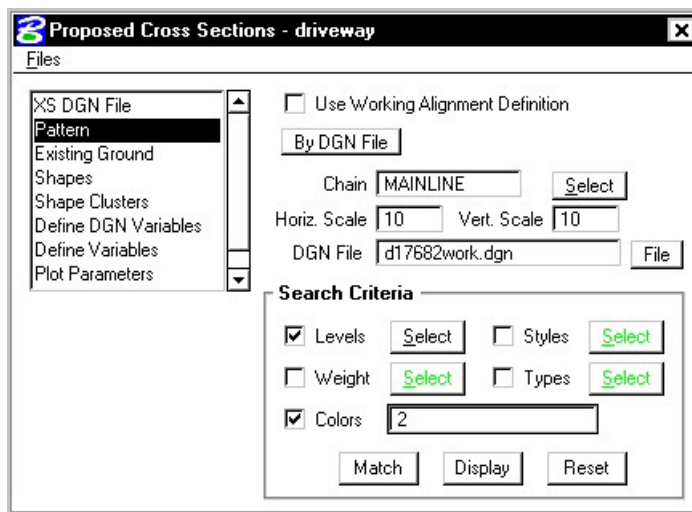 Proposed Cross Sections - driveway
Files
XS DGN File
Pattern
Existing Ground
Shapes
Shape Clusters
Define DGN Variables
Define Variables
Plot Parameters
Use Working Alignment Definition
By DGN File
Chain MAINLINE Select
Horiz. Scale 10 Vert. Scale 10
DGN File d17682work.dgn File
Search Criteria
Levels Select Styles Select
Weight Select Types Select
Colors 2
Match Display Reset